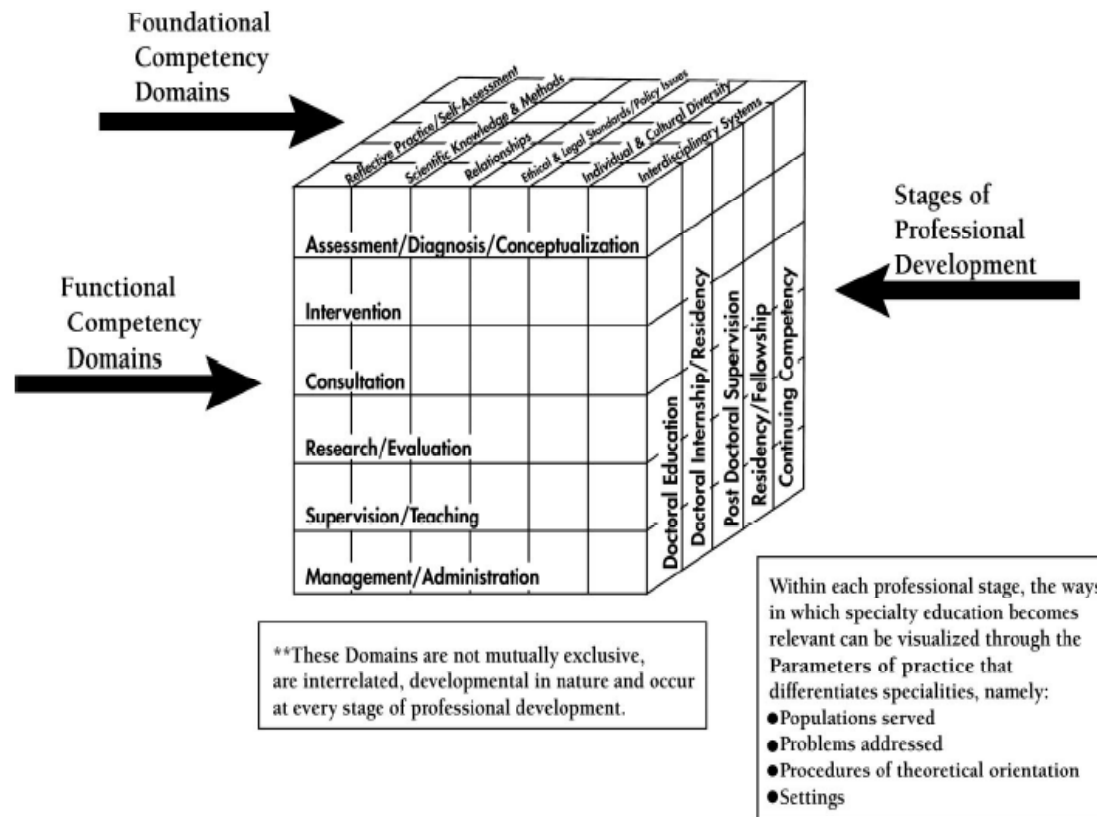 Foundational
Competency
Domains
Reflective Practice/Self-Assessment
Scientific Knowledge & Methods
Relationships
Ethical & Legal Standards/Policy Issues
Individual & Cultural Diversity
Interdisciplinary Systems
Functional
Competency
Domains
Assessment/Diagnosis/Conceptualization
Intervention
Consultation
Research/Evaluation
Supervision/Teaching
Management/Administration
Stages of
Professional
Development
Doctoral Education
Doctoral Internship/Residency
Post Doctoral Supervision
Residency/Fellowship
Continuing Competency
**These Domains are not mutually exclusive,
are interrelated, developmental in nature and occur
at every stage of professional development.
Within each professional stage, the ways
in which specialty education becomes
relevant can be visualized through the
Parameters of practice that
differentiates specialities, namely:
●Populations served
●Problems addressed
●Procedures of theoretical orientation
●Settings